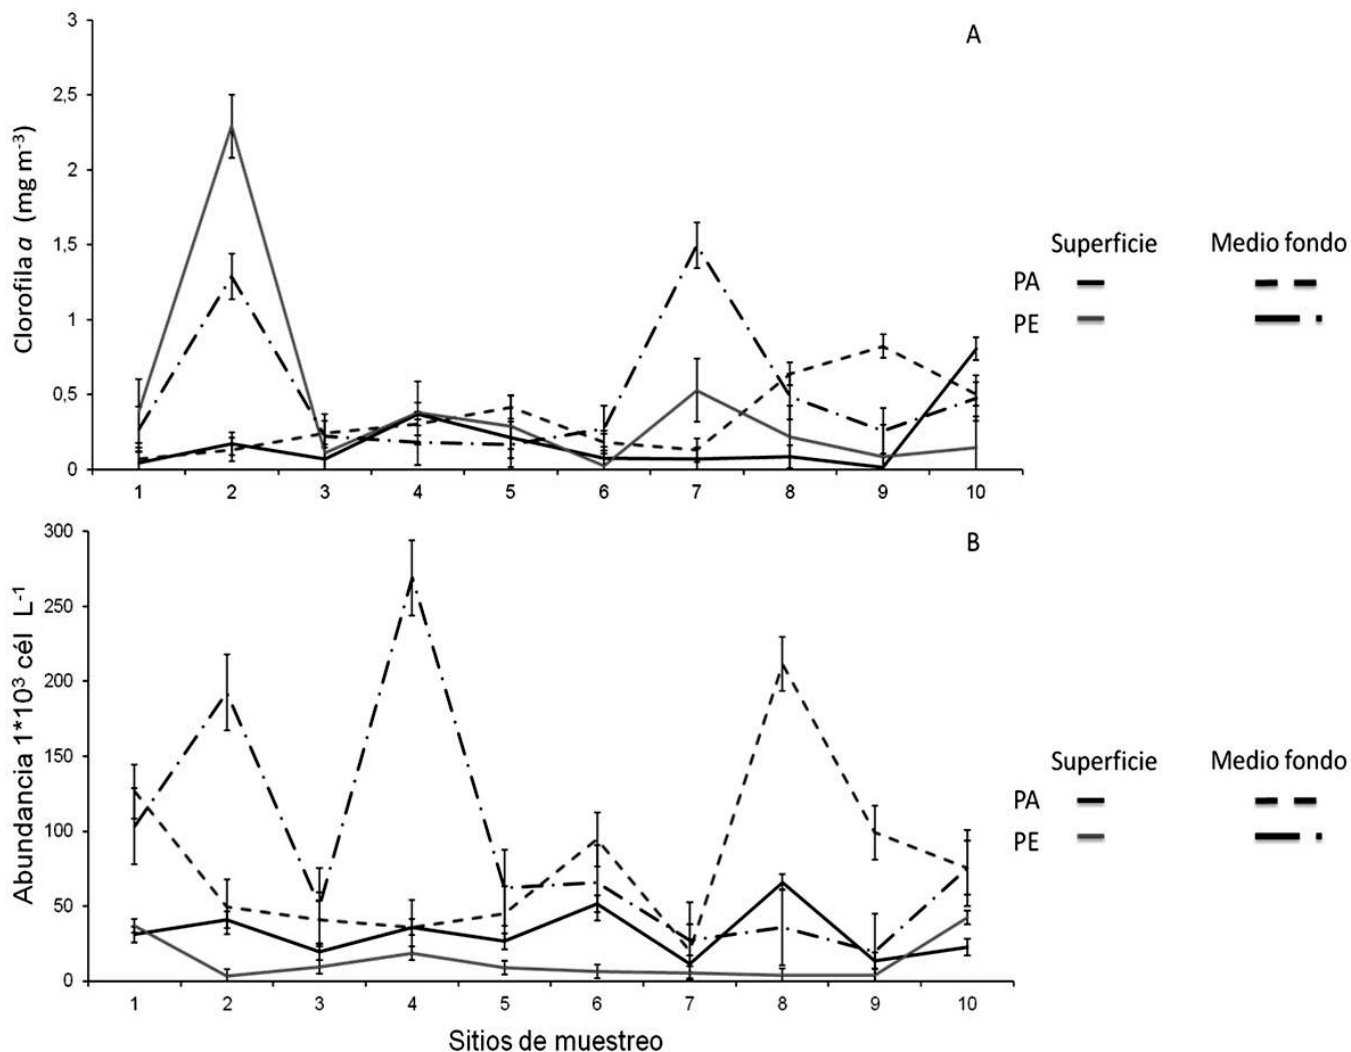 A
Clorofila a (mg m-3)
3
2,5
2
1,5
1
0,5
0
1 2 3 4 5 6 7 8 9 10
Superficie Medio fondo
PA
PE
B
Abundancia 1*10³ cél L-1
300
250
200
150
100
50
0
1 2 3 4 5 6 7 8 9 10
Sitios de muestreo
Superficie Medio fondo
PA
PE